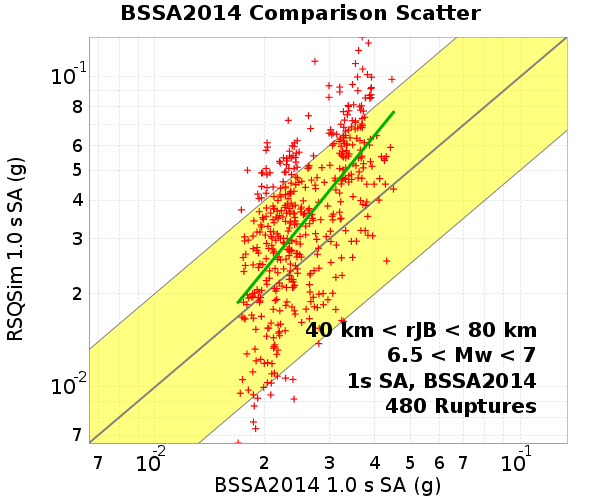 BSSA2014 Comparison Scatter
RSQSim 1.0 s SA (g)
10^-1
8
6
5
4
3
2
10^-2
7
40 km < rJB < 80 km
6.5 < Mw < 7
1s SA, BSSA2014
480 Ruptures
7 10^-2 2 3 4 5 6 7 10^-1
BSSA2014 1.0 s SA (g)